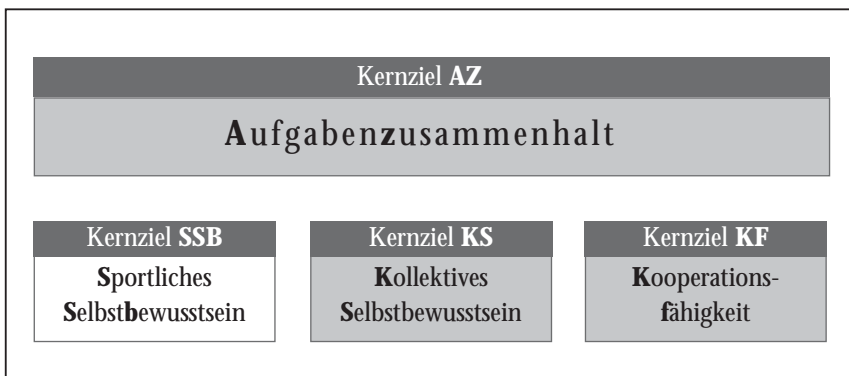 Kernziel AZ
Aufgabenzusammenhalt
Kernziel SSB
Sportliches
Selbstbewusstsein
Kernziel KS
Kollektives
Selbstbewusstsein
Kernziel KF
Kooperations-
fähigkeit